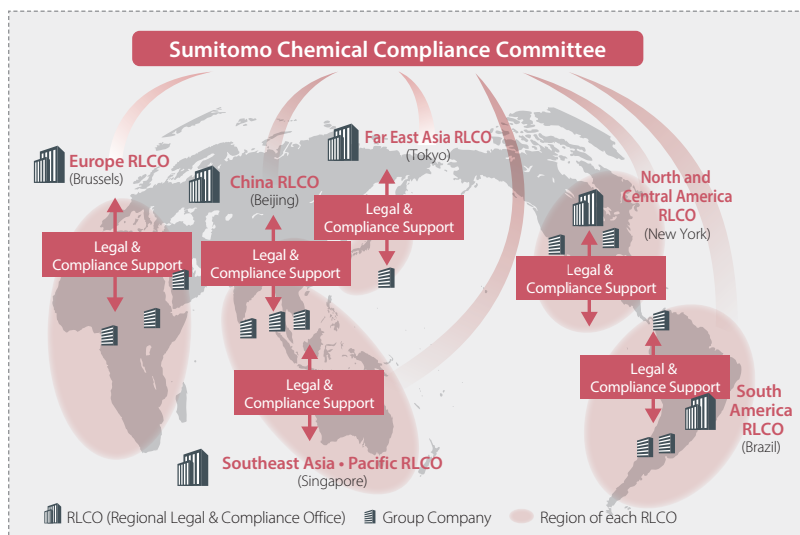 Sumitomo Chemical Compliance Committee
Far East Asia RLCO
(Tokyo)
Europe RLCO
(Brussels)
China RLCO
(Beijing)
North and
Central America
RLCO
(New York)
Legal &
Compliance Support
Legal &
Compliance Support
Legal &
Compliance Support
Legal &
Compliance Support
Legal &
Compliance Support
Legal &
Compliance Support
South
America
RLCO
(Brazil)
Southeast Asia • Pacific RLCO
(Singapore)
RLCO (Regional Legal & Compliance Office)
Group Company
Region of each RLCO